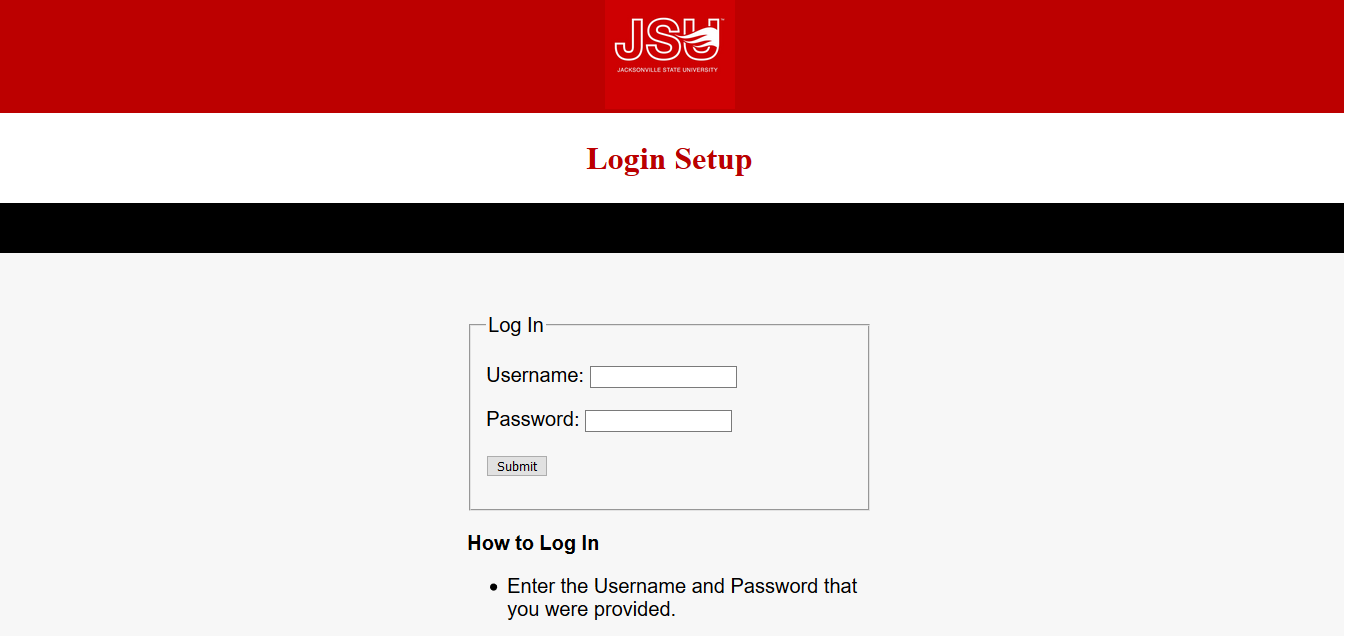 JSU™
JACKSONVILLE STATE UNIVERSITY
Login Setup
Log In
Username:
Password:
Submit
How to Log In
• Enter the Username and Password that
you were provided.